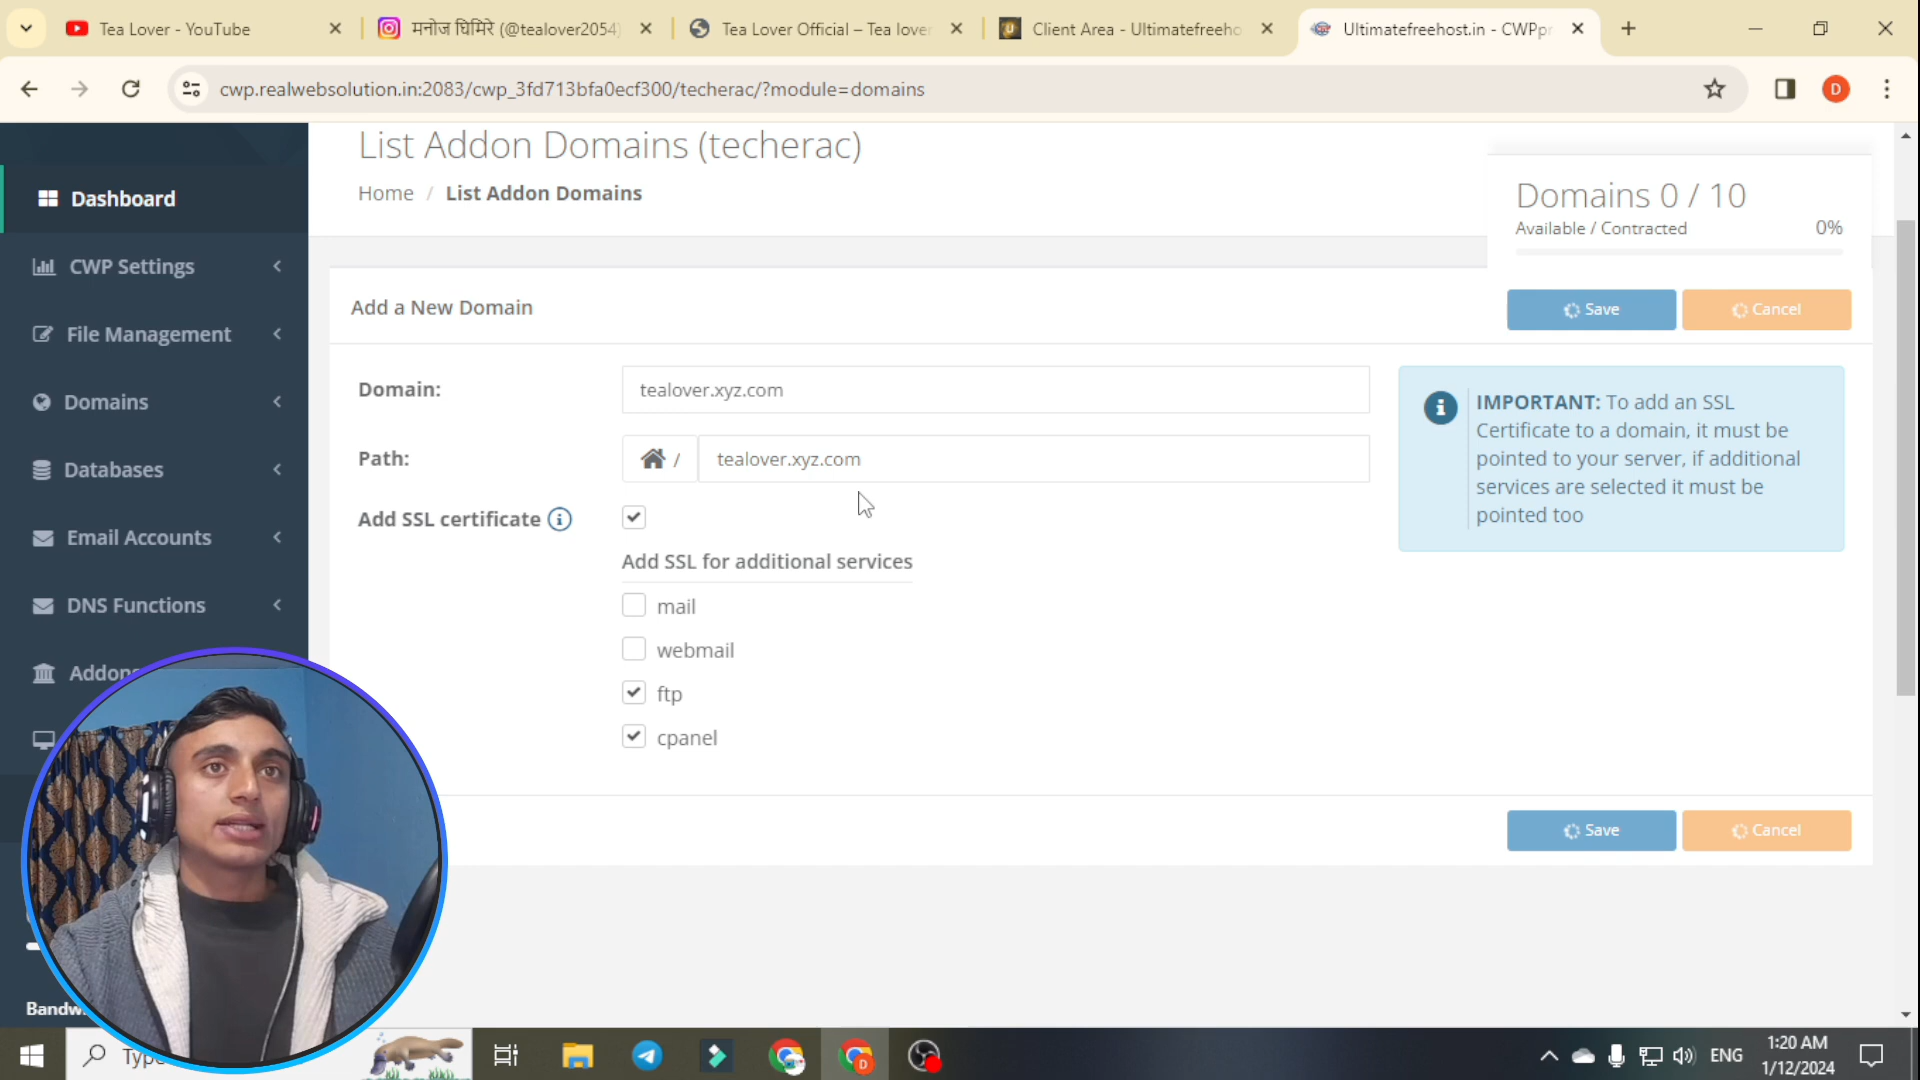 Tea Lover - YouTube
मनोज घिमिरे (@tealover2054)
Tea Lover Official – Tea lover
Client Area - Ultimatefreeho
Ultimatefreehost.in - CWPpr
cwp.realwebsolution.in:2083/cwp_3fd713bfa0ecf300/techerac/?module=domains
D
Dashboard
CWP Settings
File Management
Domains
Databases
Email Accounts
DNS Functions
Addons
Bandw
List Addon Domains (techerac)
Home / List Addon Domains
Domains 0 / 10
Available / Contracted 0%
Add a New Domain
Save
Cancel
Domain:
tealover.xyz.com
Path:
/
tealover.xyz.com
Add SSL certificate
Add SSL for additional services
mail
webmail
ftp
cpanel
IMPORTANT: To add an SSL
Certificate to a domain, it must be
pointed to your server, if additional
services are selected it must be
pointed too
Save
Cancel
Type
D
ENG
1:20 AM
1/12/2024